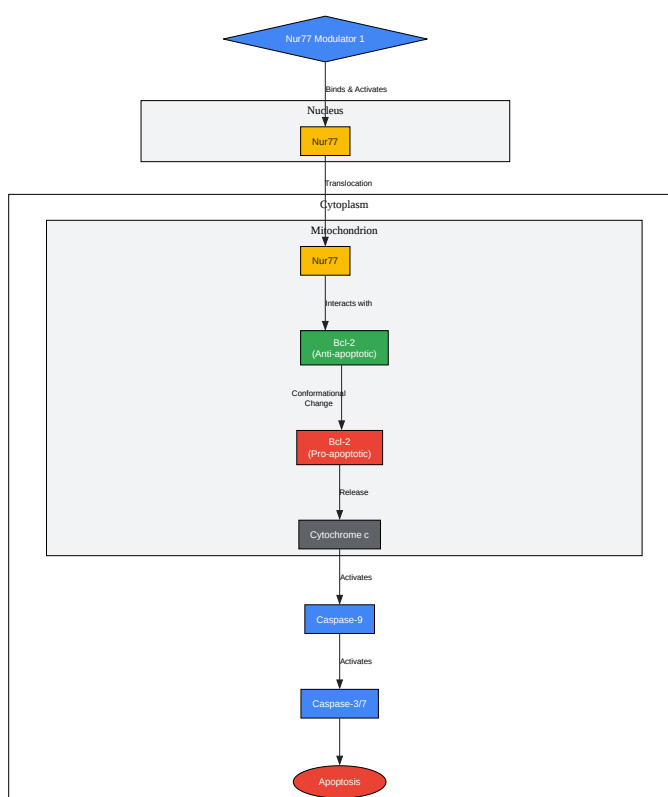 Nur77 Modulator 1
Binds & Activates
Nucleus
Nur77
Translocation
Cytoplasm
Mitochondrion
Nur77
Interacts with
Bcl-2
(Anti-apoptotic)
Conformational
Change
Bcl-2
(Pro-apoptotic)
Release
Cytochrome c
Activates
Caspase-9
Activates
Caspase-3/7
Apoptosis